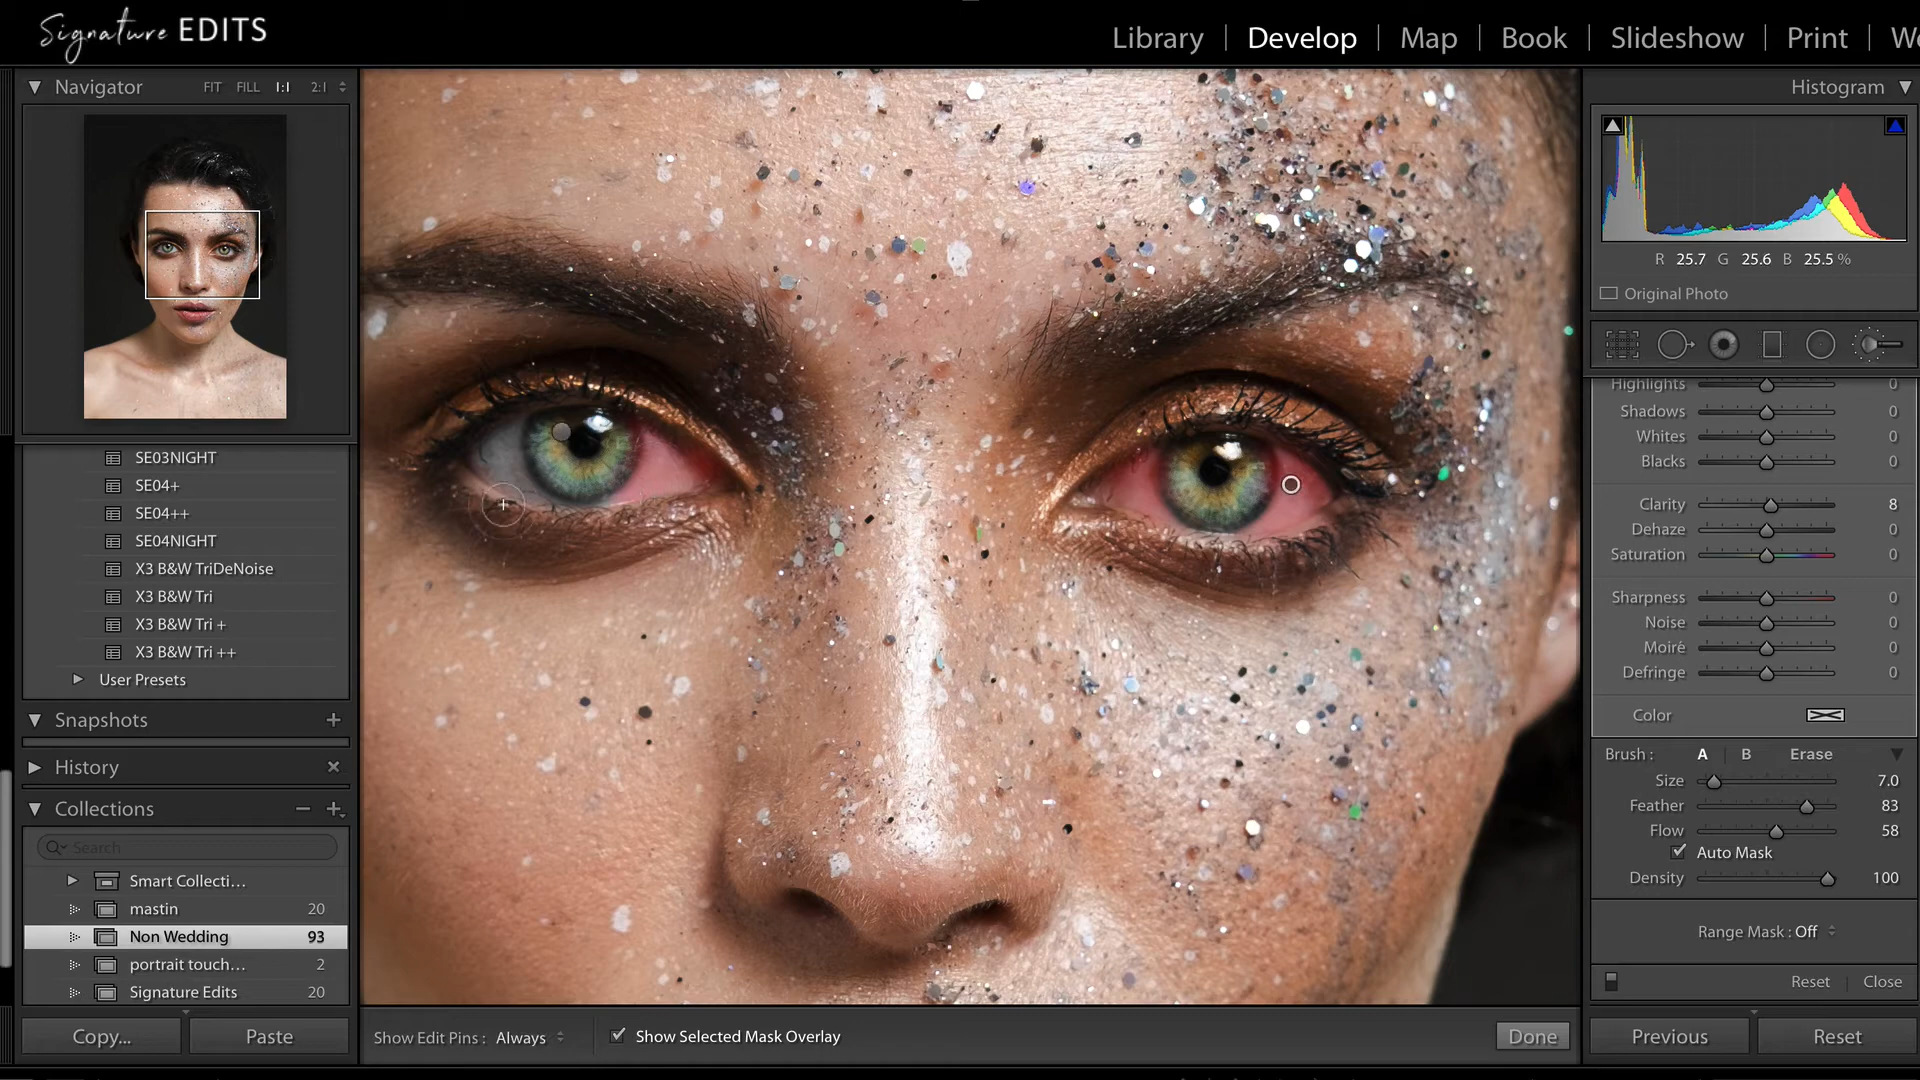 Signature EDITS
Library | Develop | Map | Book | Slideshow | Print |
Navigator FIT FILL 1:1 2:1
SE03NIGHT
SE04+
SE04++
SE04NIGHT
X3 B&W TriDeNoise
X3 B&W Tri
X3 B&W Tri +
X3 B&W Tri ++
User Presets
Snapshots +
History ×
Collections − +
Search
Smart Collecti...
mastin 20
Non Wedding 93
portrait touch... 2
Signature Edits 20
Copy... Paste
Show Edit Pins : Always
Show Selected Mask Overlay
Done
Histogram
R 25.7 G 25.6 B 25.5 %
Original Photo
Highlights 0
Shadows 0
Whites 0
Blacks 0
Clarity 8
Dehaze 0
Saturation 0
Sharpness 0
Noise 0
Moiré 0
Defringe 0
Color
Brush : A | B Erase
Size 7.0
Feather 83
Flow 58
Auto Mask
Density 100
Range Mask : Off
Reset Close
Previous Reset